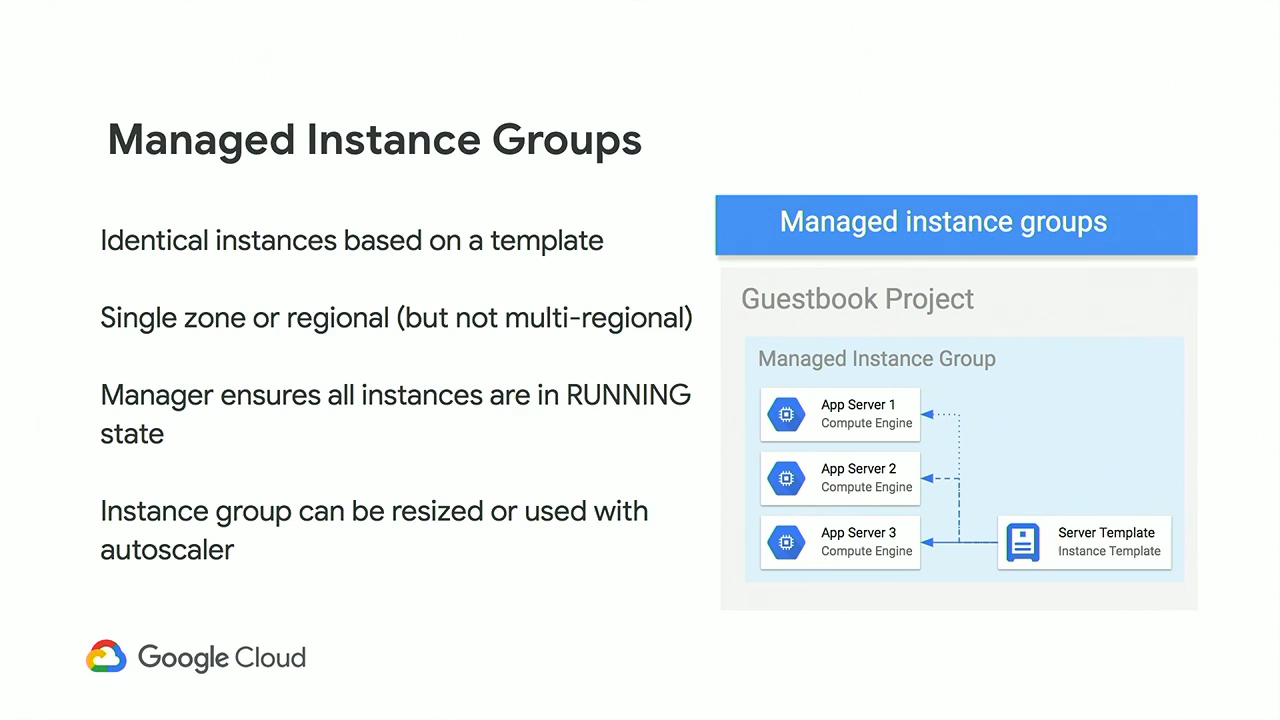 Managed Instance Groups
Identical instances based on a template
Single zone or regional (but not multi-regional)
Manager ensures all instances are in RUNNING
state
Instance group can be resized or used with
autoscaler
Managed instance groups
Guestbook Project
Managed Instance Group
App Server 1
Compute Engine
App Server 2
Compute Engine
App Server 3
Compute Engine
Server Template
Instance Template
Google Cloud